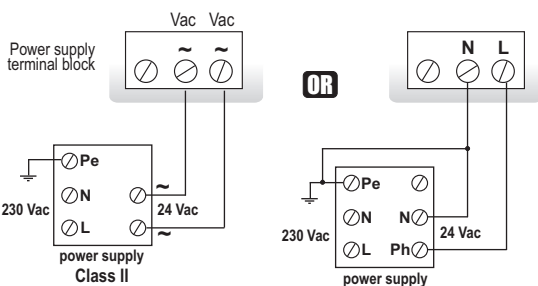 Vac Vac
Power supply
terminal block
~ ~
Pe
N
L
230 Vac
~
24 Vac
~
power supply
Class II
OR
N L
Pe
N N
L Ph
230 Vac
24 Vac
power supply